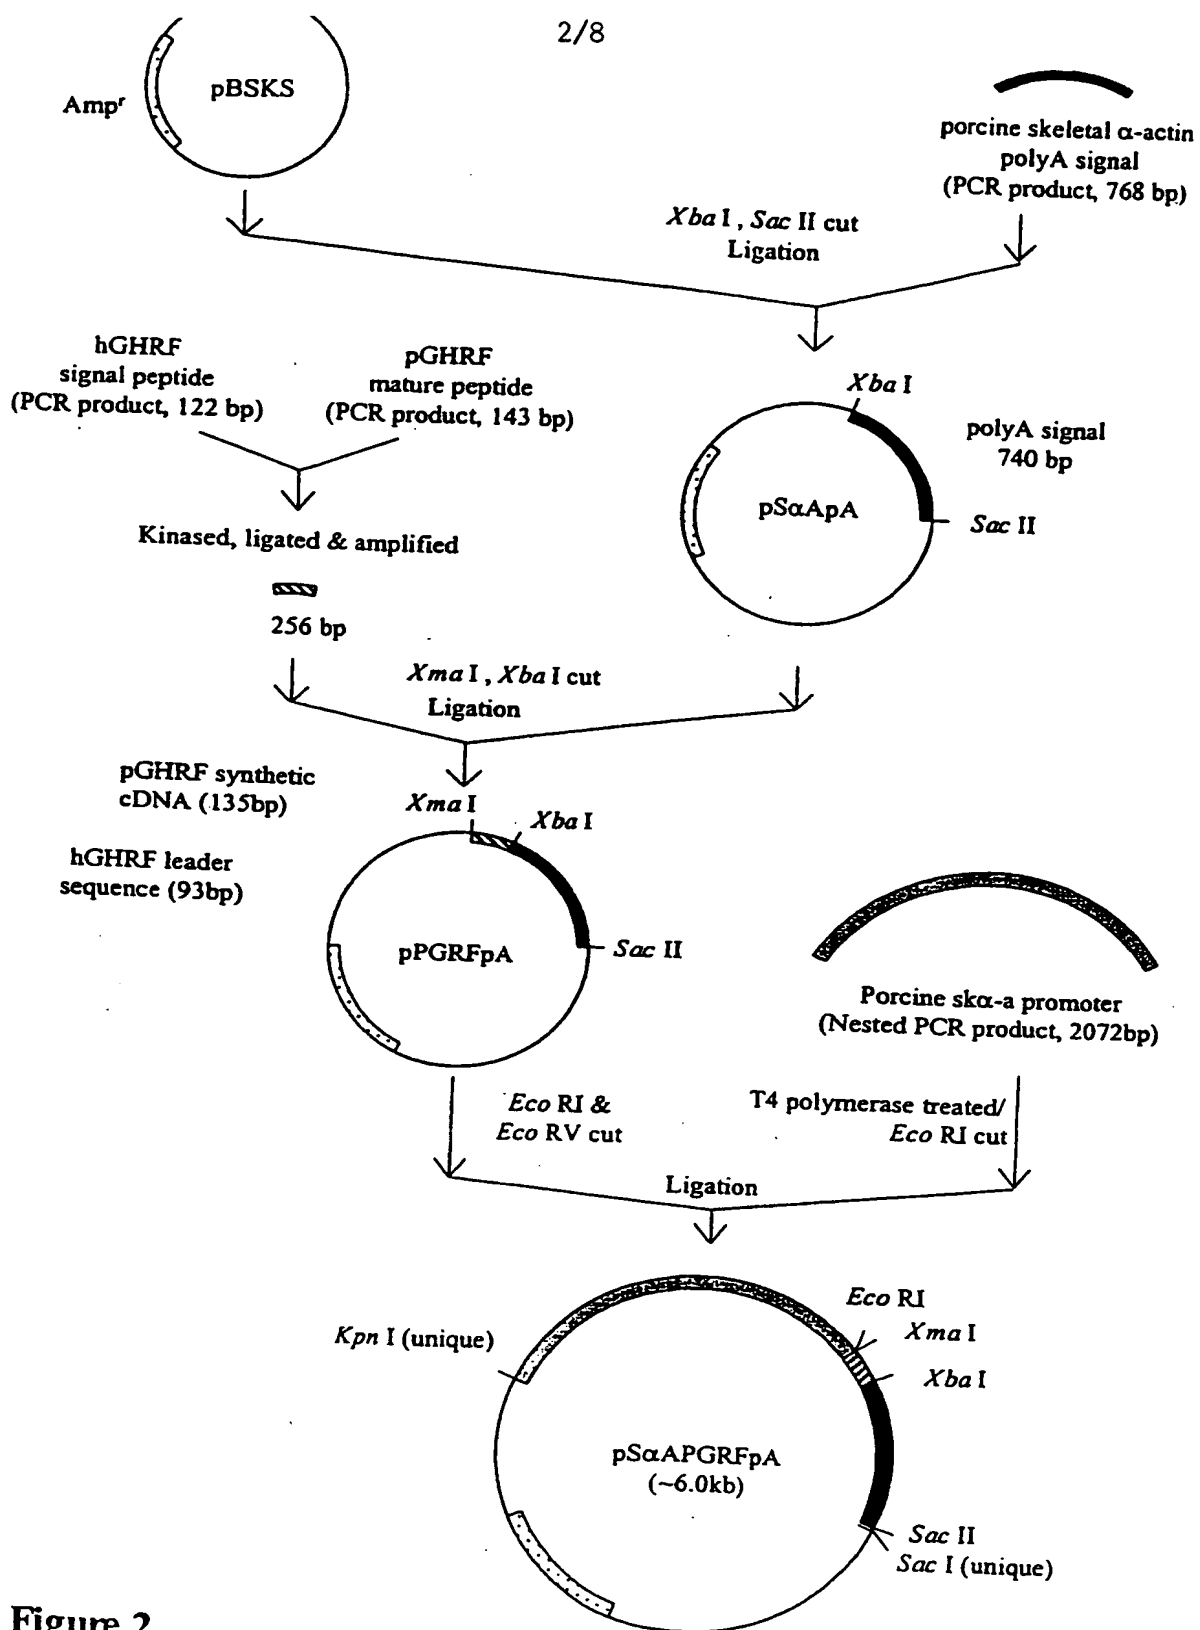 2/8
pBSKS
Ampʳ
porcine skeletal α-actin
polyA signal
(PCR product, 768 bp)
Xba I , Sac II cut
Ligation
hGHRF
signal peptide
(PCR product, 122 bp)
pGHRF
mature peptide
(PCR product, 143 bp)
Xba I
polyA signal
740 bp
pSαApA
Sac II
Kinased, ligated & amplified
256 bp
Xma I , Xba I cut
Ligation
pGHRF synthetic
cDNA (135bp)
Xma I
Xba I
hGHRF leader
sequence (93bp)
pPGRFpA
Sac II
Porcine skα-a promoter
(Nested PCR product, 2072bp)
Eco RI &
Eco RV cut
T4 polymerase treated/
Eco RI cut
Ligation
Eco RI
Kpn I (unique)
Xma I
Xba I
pSαAPGRFpA
(~6.0kb)
Sac II
Sac I (unique)
Figure 2